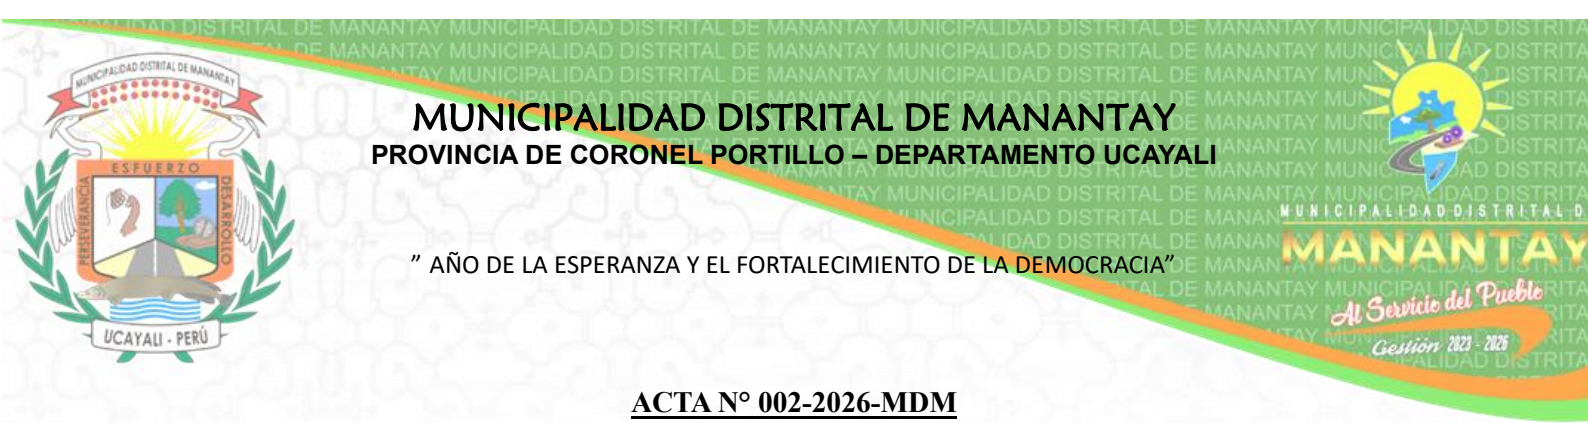 MUNICIPALIDAD DISTRITAL DE MANANTAY
PROVINCIA DE CORONEL PORTILLO – DEPARTAMENTO UCAYALI
” AÑO DE LA ESPERANZA Y EL FORTALECIMIENTO DE LA DEMOCRACIA”
ACTA N° 002-2026-MDM
MUNICIPALIDAD DISTRITAL DE MANANTAY
ESFUERZO
PERSEVERANCIA
DESARROLLO
UCAYALI - PERÚ
MUNICIPALIDAD DISTRITAL D
MANANTAY
Al Servicio del Pueblo
Gestión 2023 - 2026